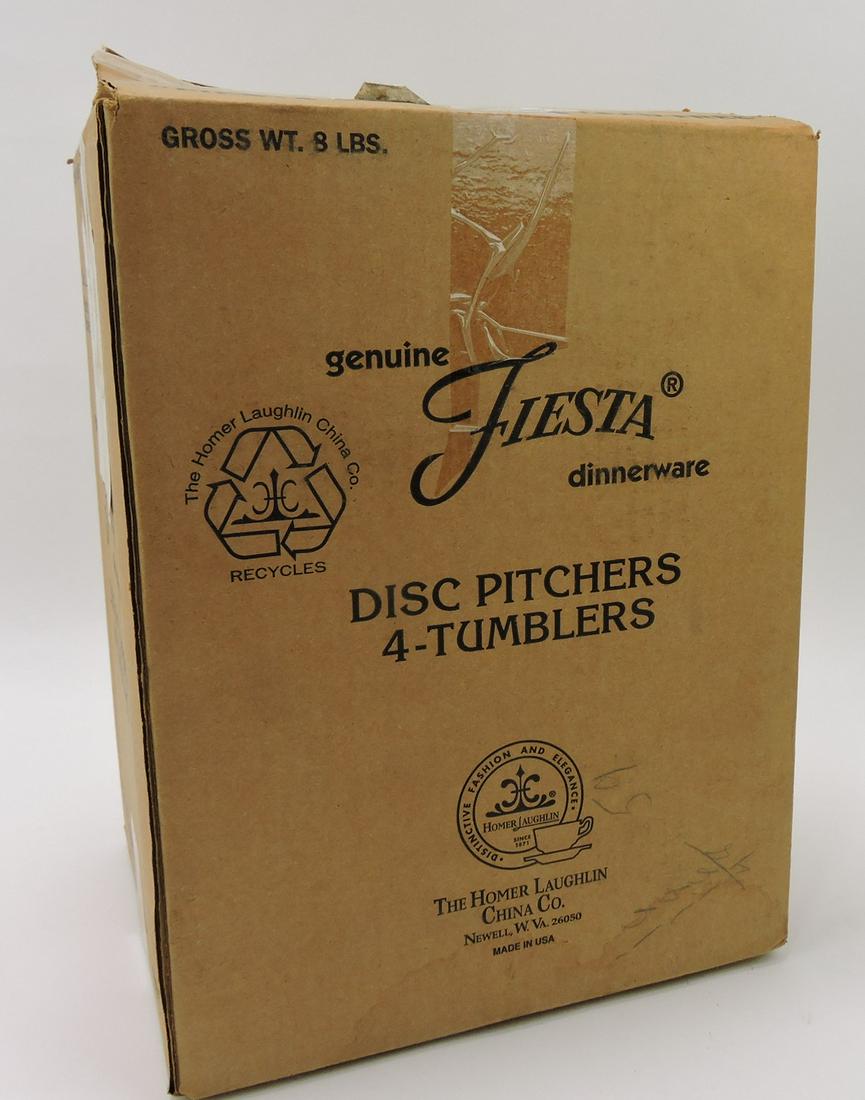 GROSS WT. 8 LBS.
genuine
FIESTA®
dinnerware
The Homer Laughlin China Co.
RECYCLES
DISC PITCHERS
4-TUMBLERS
• DISTINCTIVE FASHION AND ELEGANCE •
HOMER LAUGHLIN ®
SINCE
1871
THE HOMER LAUGHLIN
CHINA CO.
NEWELL, W. VA. 26050
MADE IN USA